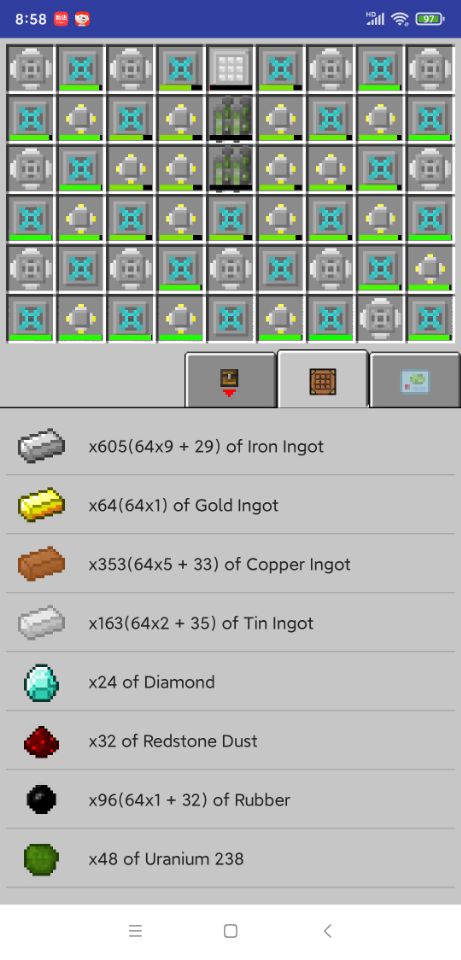 8:58
HD
97
x605(64x9 + 29) of Iron Ingot
x64(64x1) of Gold Ingot
x353(64x5 + 33) of Copper Ingot
x163(64x2 + 35) of Tin Ingot
x24 of Diamond
x32 of Redstone Dust
x96(64x1 + 32) of Rubber
x48 of Uranium 238